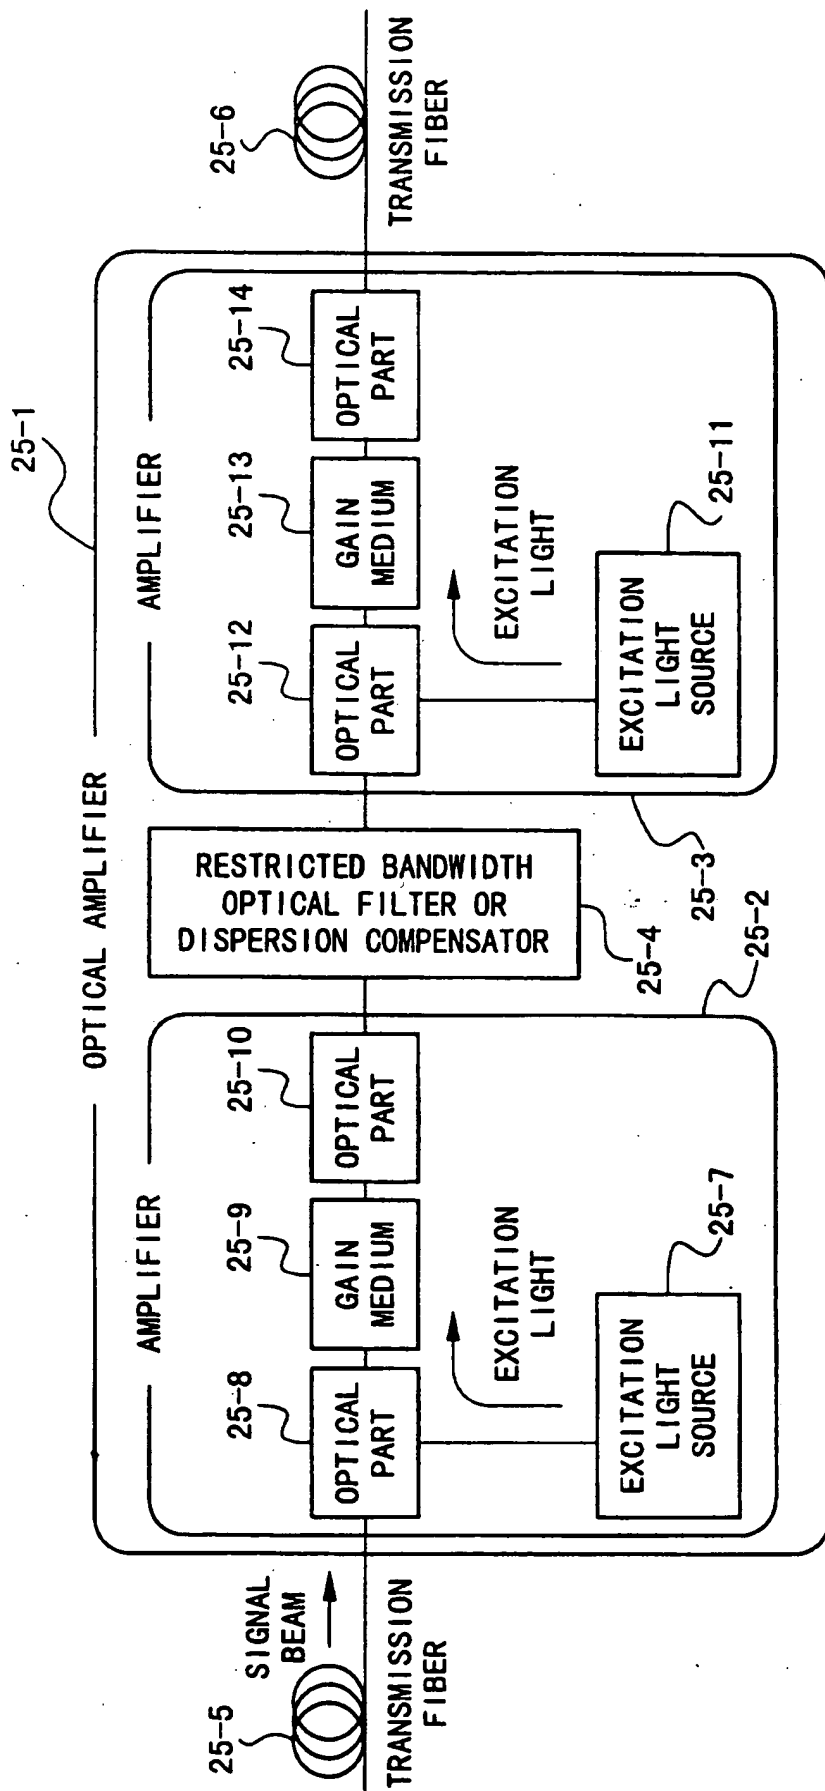 25-1
OPTICAL AMPLIFIER
AMPLIFIER
25-8
25-9
25-10
OPTICAL
PART
GAIN
MEDIUM
OPTICAL
PART
EXCITATION
LIGHT
EXCITATION
LIGHT
SOURCE
25-7
25-2
SIGNAL
BEAM
25-5
TRANSMISSION
FIBER
RESTRICTED BANDWIDTH
OPTICAL FILTER OR
DISPERSION COMPENSATOR
25-4
AMPLIFIER
25-12
25-13
25-14
OPTICAL
PART
GAIN
MEDIUM
OPTICAL
PART
EXCITATION
LIGHT
EXCITATION
LIGHT
SOURCE
25-11
25-3
25-6
TRANSMISSION
FIBER